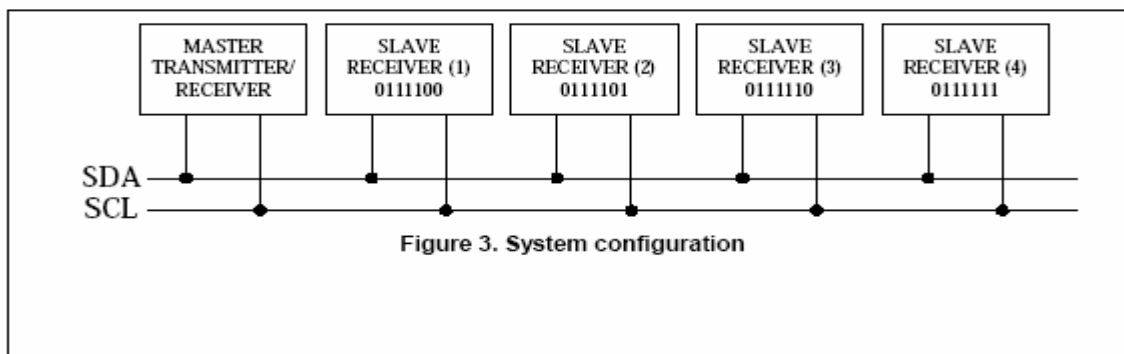 MASTER
TRANSMITTER/
RECEIVER
SLAVE
RECEIVER (1)
0111100
SLAVE
RECEIVER (2)
0111101
SLAVE
RECEIVER (3)
0111110
SLAVE
RECEIVER (4)
0111111
SDA
SCL
Figure 3. System configuration